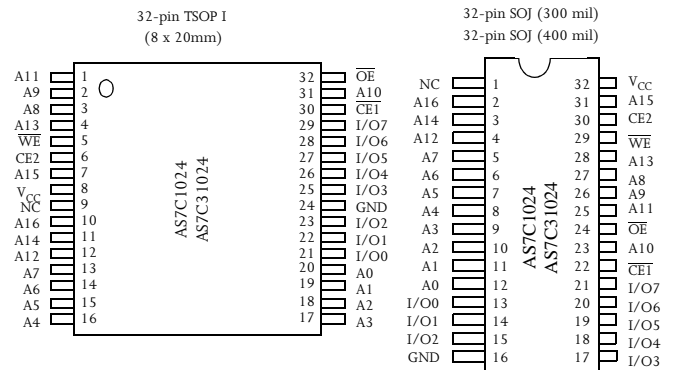 32-pin TSOP I
(8 x 20mm)
A11 1 32 OE
A9 2 31 A10
A8 3 30 CE1
A13 4 29 I/O7
WE 5 28 I/O6
CE2 6 27 I/O5
A15 7 26 I/O4
VCC 8 25 I/O3
NC 9 24 GND
A16 10 23 I/O2
A14 11 22 I/O1
A12 12 21 I/O0
A7 13 20 A0
A6 14 19 A1
A5 15 18 A2
A4 16 17 A3
AS7C1024
AS7C31024
32-pin SOJ (300 mil)
32-pin SOJ (400 mil)
NC 1 32 VCC
A16 2 31 A15
A14 3 30 CE2
A12 4 29 WE
A7 5 28 A13
A6 6 27 A8
A5 7 26 A9
A4 8 25 A11
A3 9 24 OE
A2 10 23 A10
A1 11 22 CE1
A0 12 21 I/O7
I/O0 13 20 I/O6
I/O1 14 19 I/O5
I/O2 15 18 I/O4
GND 16 17 I/O3
AS7C1024
AS7C31024